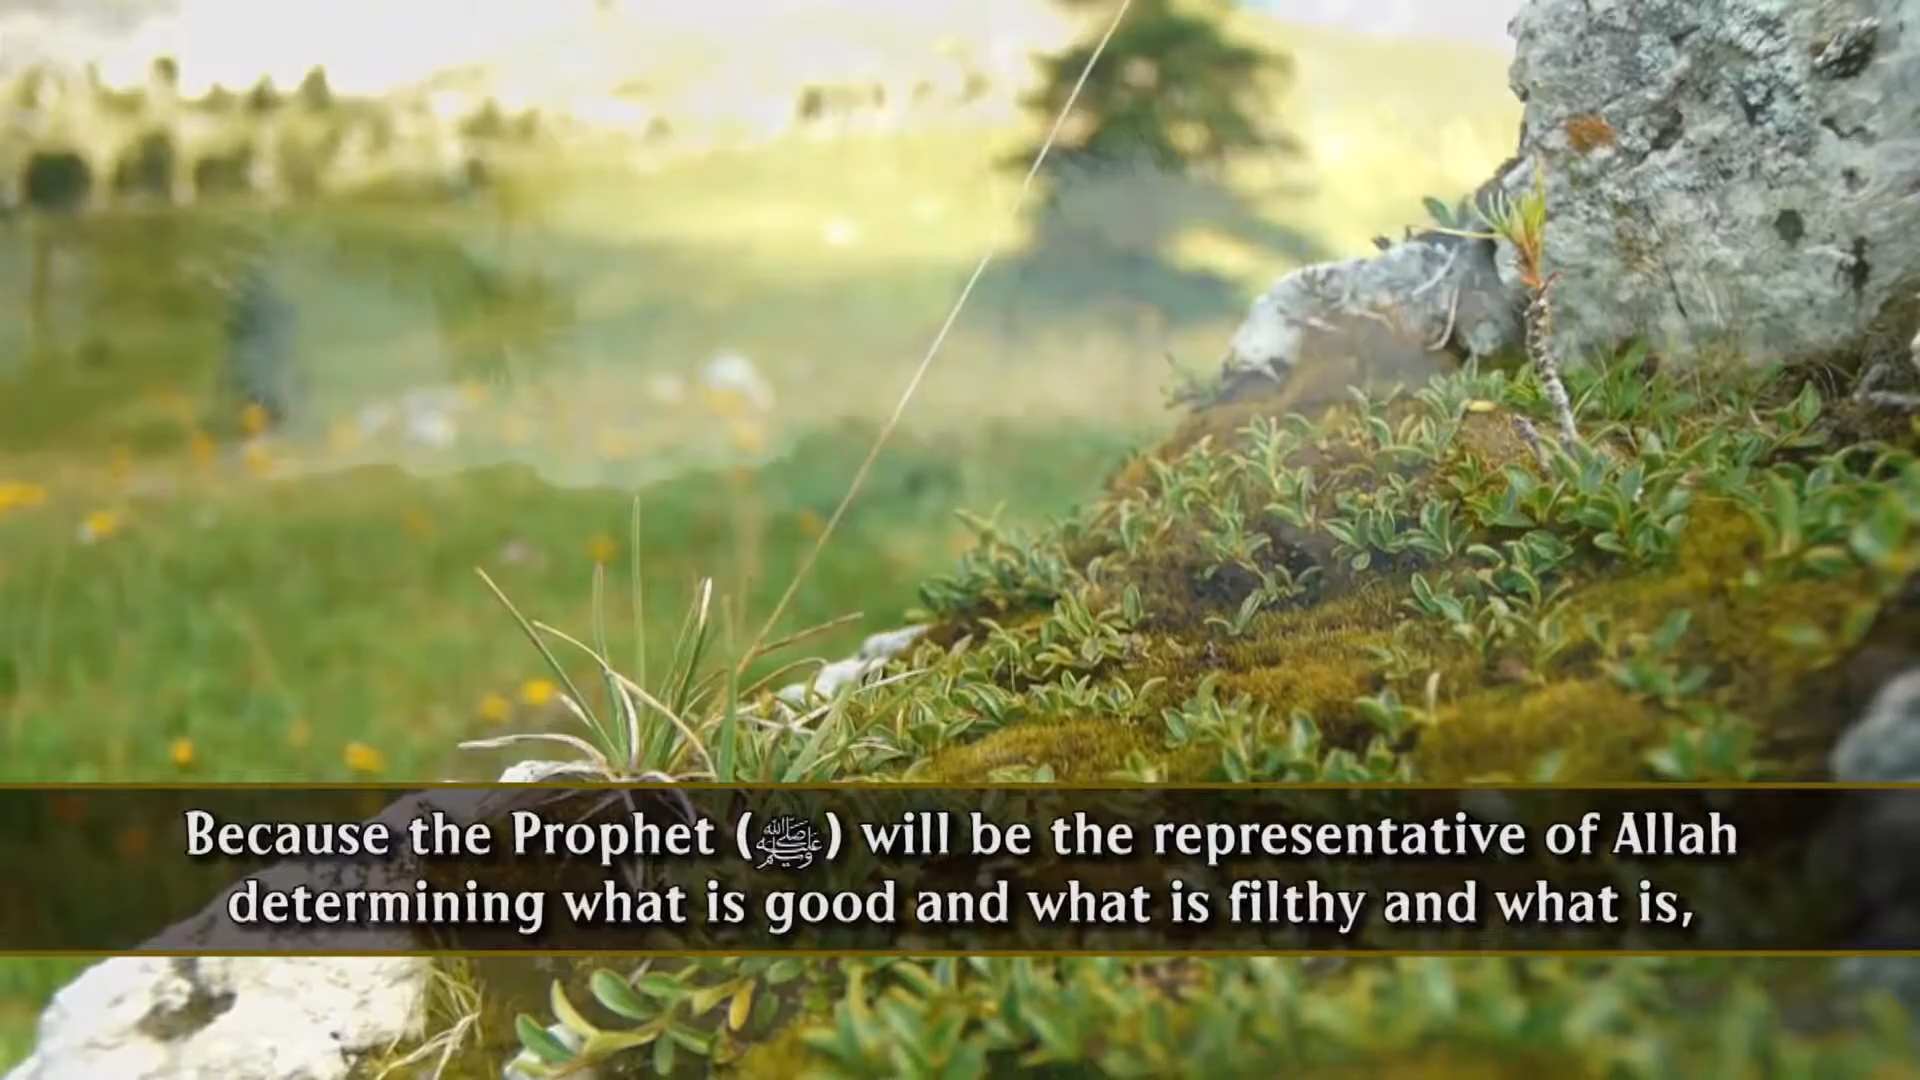 Because the Prophet (ﷺ) will be the representative of Allah
determining what is good and what is filthy and what is,